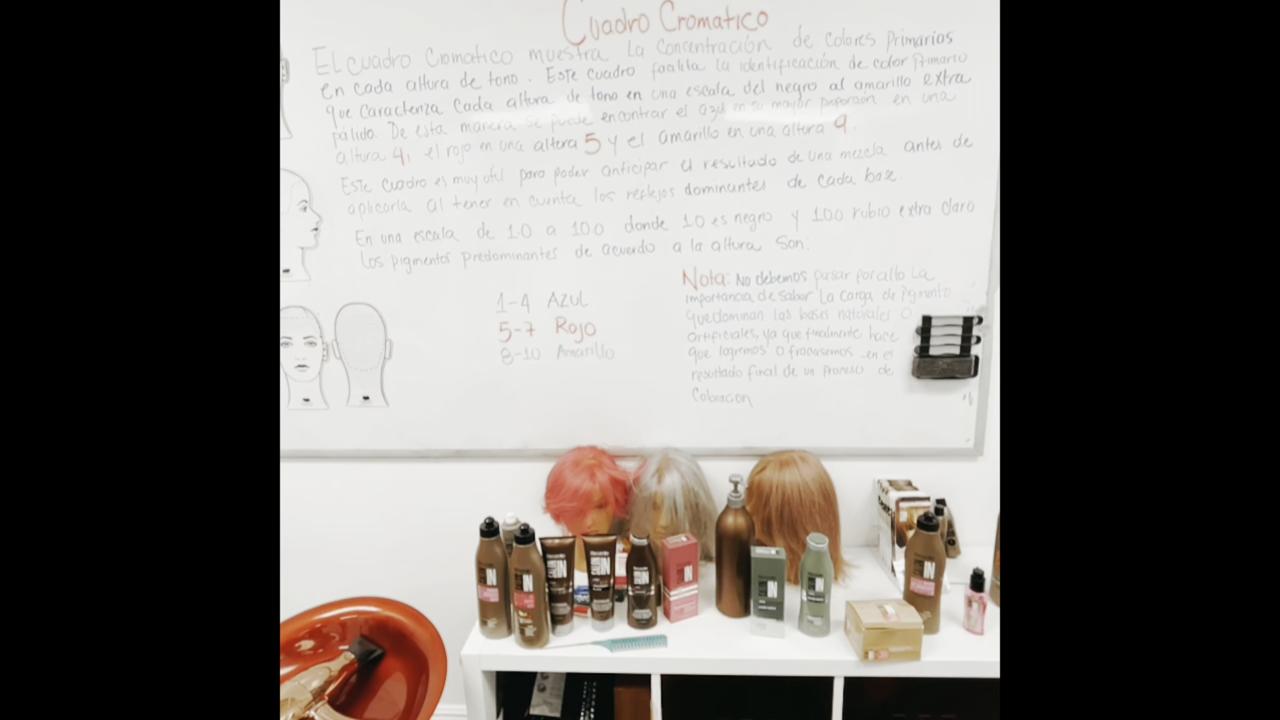 Cuadro Cromatico
El cuadro Cromatico muestra La Concentración de colores Primarios
en cada altura de tono. Este cuadro facilita la identificación de color primario
que Caracteriza Cada altura de tono en una escala del negro al amarillo extra
pálido. De esta manera se puede encontrar el azul en su mayor proporción en una
altura 4, el rojo en una altura 5 y el amarillo en una altura 9.
Este cuadro es muy útil para poder anticipar el resultado de una mezcla antes de
aplicarla al tener en cuenta los reflejos dominantes de cada base.
En una escala de 1.0 a 10.0 donde 1.0 es negro y 10.0 rubio extra claro
Los pigmentos predominantes de acuerdo a la altura Son:
1-4 AZUL
5-7 Rojo
8-10 Amarillo
Nota: No debemos pasar por alto La
importancia de saber La carga de Pigmento
que dominan las bases naturales O
artificiales, ya que finalmente hace
que logremos o fracasemos en el
resultado final de un proceso de
Coloracion
IN
IN
IN
IN
IN
IN
IN
IN